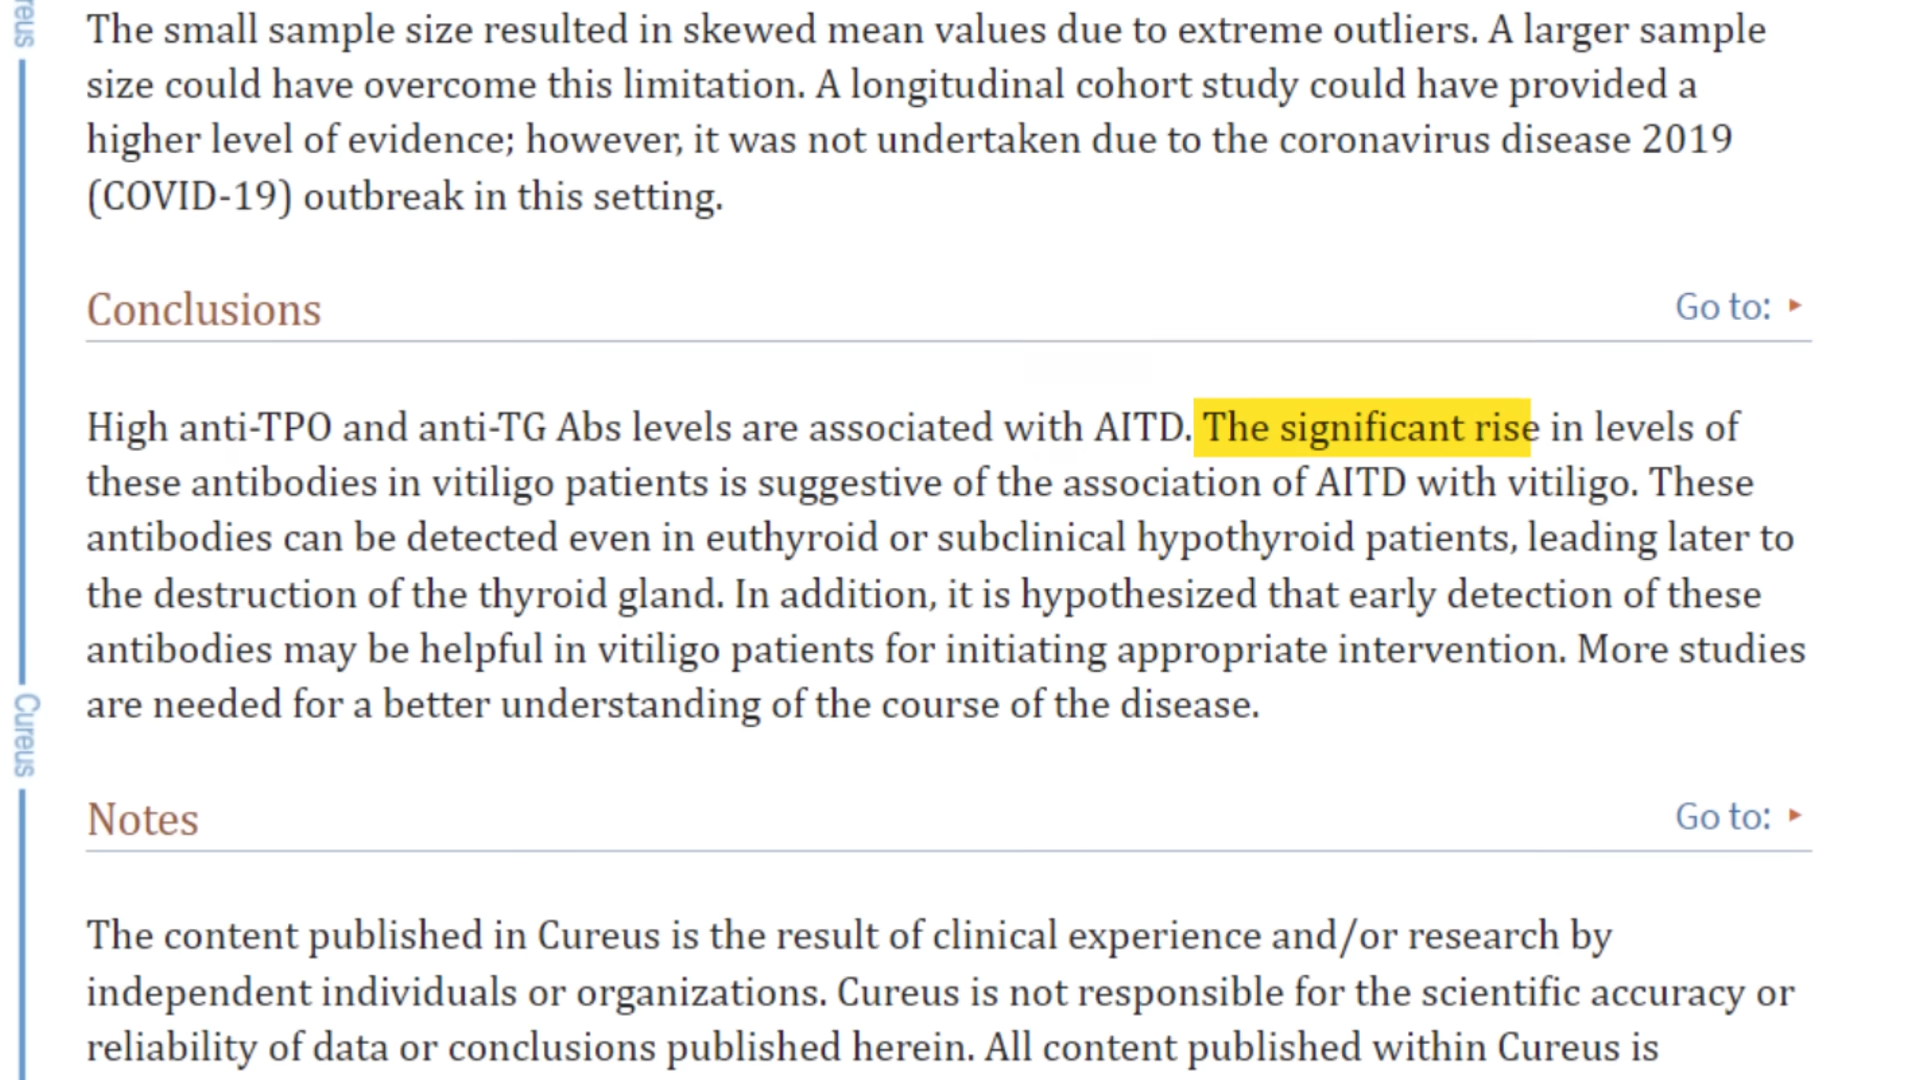 The small sample size resulted in skewed mean values due to extreme outliers. A larger sample
size could have overcome this limitation. A longitudinal cohort study could have provided a
higher level of evidence; however, it was not undertaken due to the coronavirus disease 2019
(COVID-19) outbreak in this setting.
Conclusions
Go to:
High anti-TPO and anti-TG Abs levels are associated with AITD. The significant rise in levels of
these antibodies in vitiligo patients is suggestive of the association of AITD with vitiligo. These
antibodies can be detected even in euthyroid or subclinical hypothyroid patients, leading later to
the destruction of the thyroid gland. In addition, it is hypothesized that early detection of these
antibodies may be helpful in vitiligo patients for initiating appropriate intervention. More studies
are needed for a better understanding of the course of the disease.
Notes
Go to:
The content published in Cureus is the result of clinical experience and/or research by
independent individuals or organizations. Cureus is not responsible for the scientific accuracy or
reliability of data or conclusions published herein. All content published within Cureus is
reus
Cureus